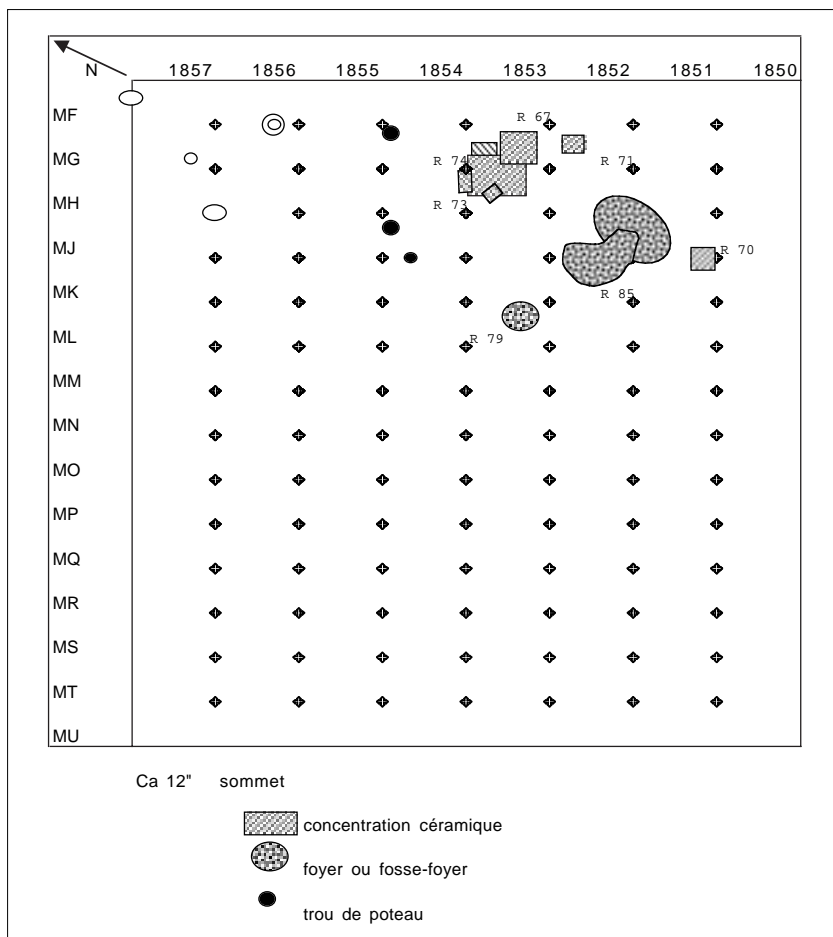 N 1857 1856 1855 1854 1853 1852 1851 1850
MF R 67
MG R 74 R 71
MH R 73
MJ R 70
MK R 85
ML R 79
MM
MN
MO
MP
MQ
MR
MS
MT
MU
Ca 12" sommet
concentration céramique
foyer ou fosse-foyer
trou de poteau